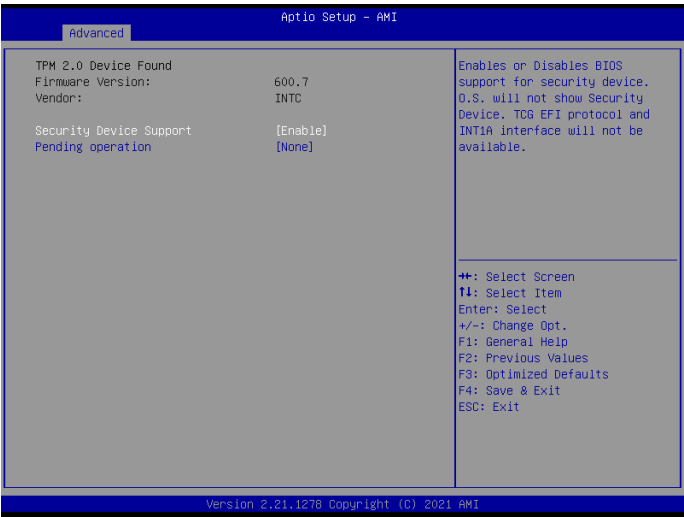 Aptio Setup - AMI
Advanced
TPM 2.0 Device Found
Firmware Version: 600.7
Vendor: INTC
Security Device Support [Enable]
Pending operation [None]
Enables or Disables BIOS
support for security device.
O.S. will not show Security
Device. TCG EFI protocol and
INT1A interface will not be
available.
→←: Select Screen
↑↓: Select Item
Enter: Select
+/-: Change Opt.
F1: General Help
F2: Previous Values
F3: Optimized Defaults
F4: Save & Exit
ESC: Exit
Version 2.21.1278 Copyright (C) 2021 AMI